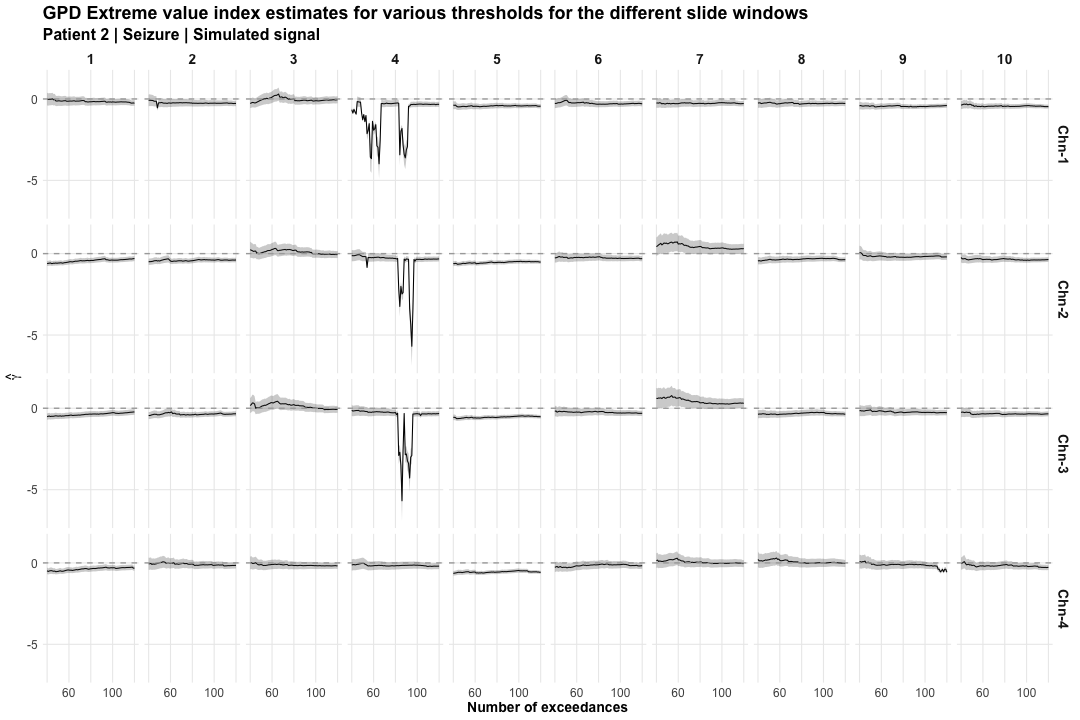 GPD Extreme value index estimates for various thresholds for the different slide windows
Patient 2 | Seizure | Simulated signal
1 2 3 4 5 6 7 8 9 10
0
-5
Chn-1
0
-5
Chn-2
γ̂
0
-5
Chn-3
0
-5
Chn-4
60 100 60 100 60 100 60 100 60 100 60 100 60 100 60 100 60 100 60 100
Number of exceedances